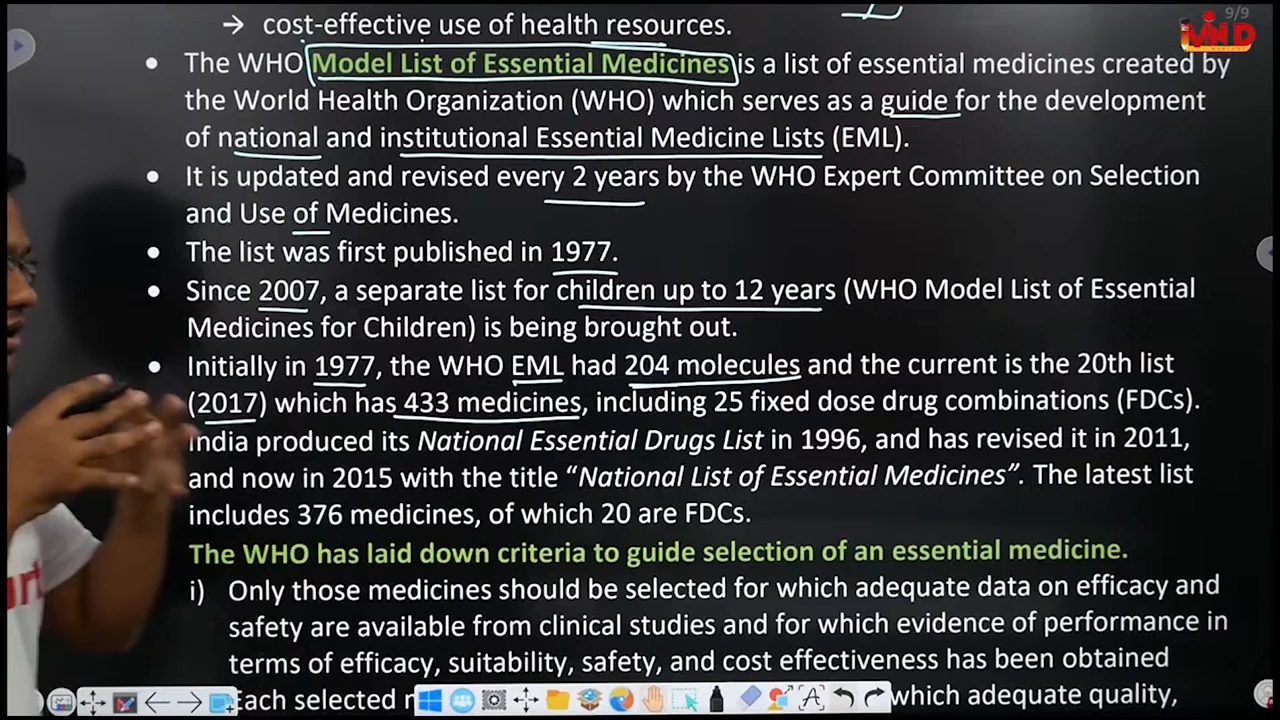 9/9
→ cost-effective use of health resources.
• The WHO Model List of Essential Medicines is a list of essential medicines created by
the World Health Organization (WHO) which serves as a guide for the development
of national and institutional Essential Medicine Lists (EML).
• It is updated and revised every 2 years by the WHO Expert Committee on Selection
and Use of Medicines.
• The list was first published in 1977.
• Since 2007, a separate list for children up to 12 years (WHO Model List of Essential
Medicines for Children) is being brought out.
• Initially in 1977, the WHO EML had 204 molecules and the current is the 20th list
(2017) which has 433 medicines, including 25 fixed dose drug combinations (FDCs).
India produced its National Essential Drugs List in 1996, and has revised it in 2011,
and now in 2015 with the title “National List of Essential Medicines”. The latest list
includes 376 medicines, of which 20 are FDCs.
The WHO has laid down criteria to guide selection of an essential medicine.
i) Only those medicines should be selected for which adequate data on efficacy and
safety are available from clinical studies and for which evidence of performance in
terms of efficacy, suitability, safety, and cost effectiveness has been obtained
Each selected which adequate quality,